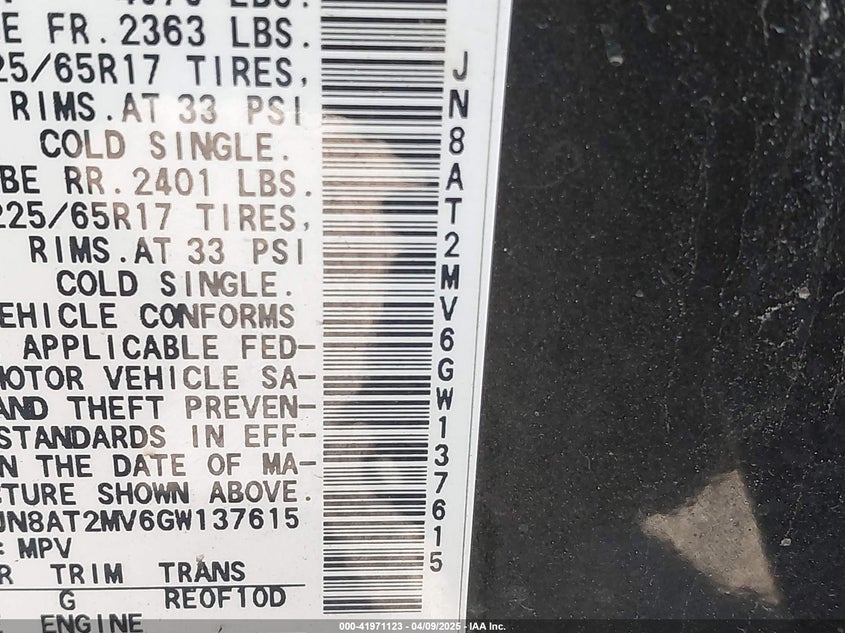 FR. 2363 LBS.
25/65R17 TIRES,
RIMS.AT 33 PSI
COLD SINGLE.
BE RR.2401 LBS.
225/65R17 TIRES,
RIMS.AT 33 PSI
COLD SINGLE.
EHICLE CONFORMS
APPLICABLE FED-
MOTOR VEHICLE SA-
AND THEFT PREVEN-
STANDARDS IN EFF-
N THE DATE OF MA-
CTURE SHOWN ABOVE.
JN8AT2MV6GW137615
: MPV
R TRIM TRANS
G RE0F10D
ENGINE
JN8AT2MV6GW137615
000-41971123 - 04/09/2025 - IAA Inc.